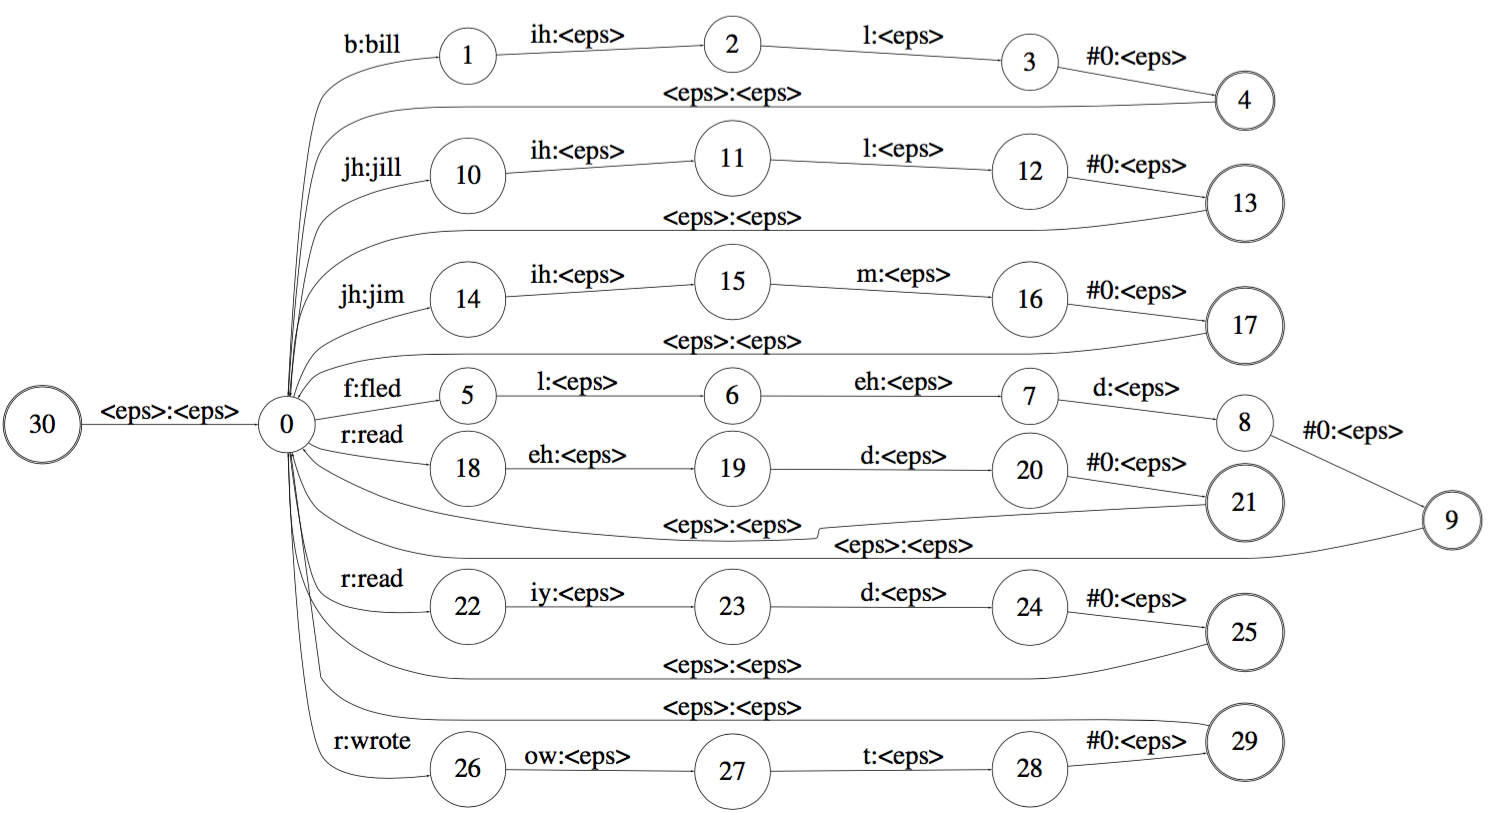 b:bill 1 ih:<eps> 2 l:<eps> 3 #0:<eps> 4
<eps>:<eps>
jh:jill 10 ih:<eps> 11 l:<eps> 12 #0:<eps> 13
<eps>:<eps>
jh:jim 14 ih:<eps> 15 m:<eps> 16 #0:<eps> 17
<eps>:<eps>
30 <eps>:<eps> 0 f:fled 5 l:<eps> 6 eh:<eps> 7 d:<eps> 8 #0:<eps> 9
r:read 18 eh:<eps> 19 d:<eps> 20 #0:<eps> 21
<eps>:<eps>
<eps>:<eps>
r:read 22 iy:<eps> 23 d:<eps> 24 #0:<eps> 25
<eps>:<eps>
<eps>:<eps>
r:wrote 26 ow:<eps> 27 t:<eps> 28 #0:<eps> 29